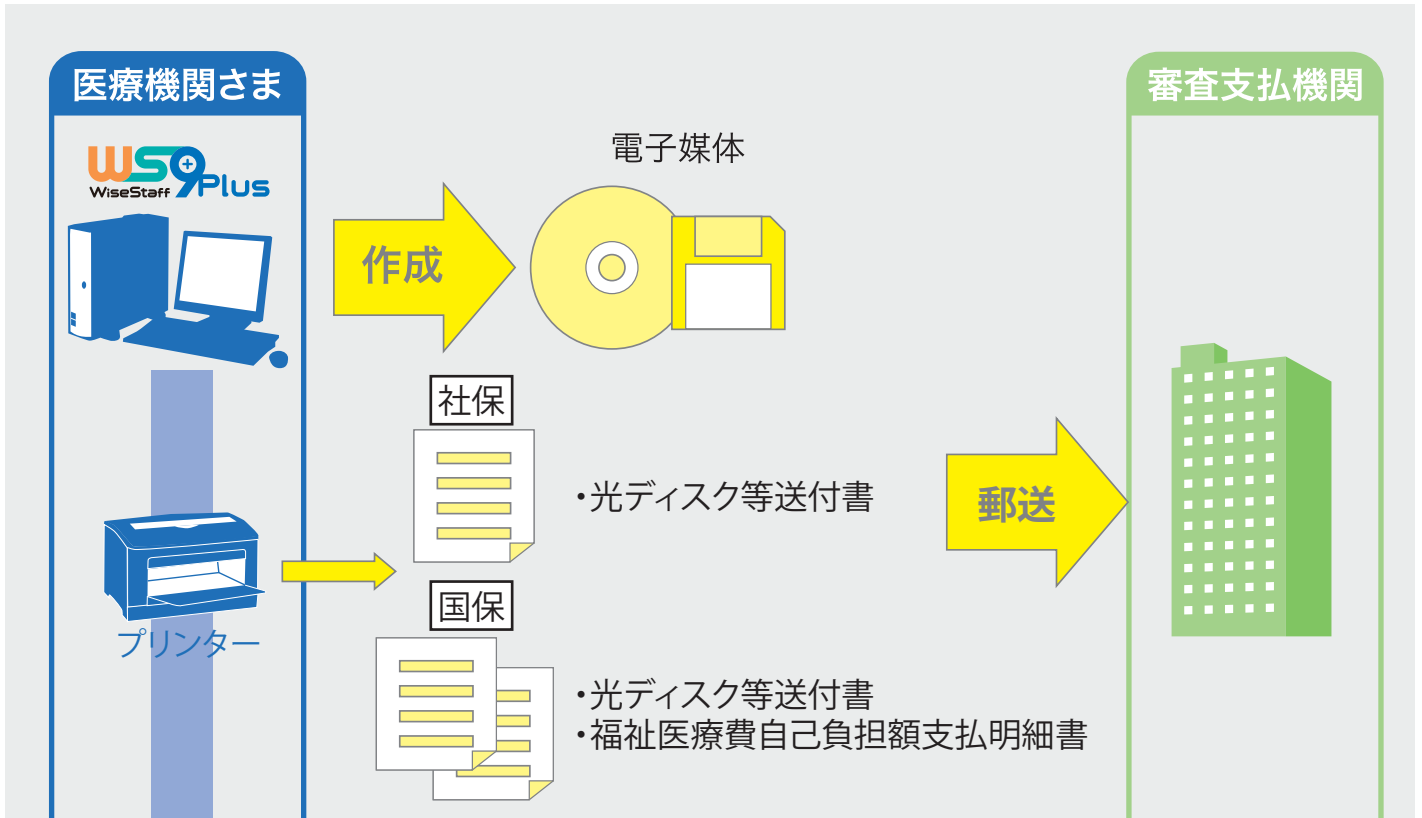 医療機関さま
審査支払機関
WS9Plus
WiseStaff
電子媒体
作成
社保
・光ディスク等送付書
郵送
国保
プリンター
・光ディスク等送付書
・福祉医療費自己負担額支払明細書